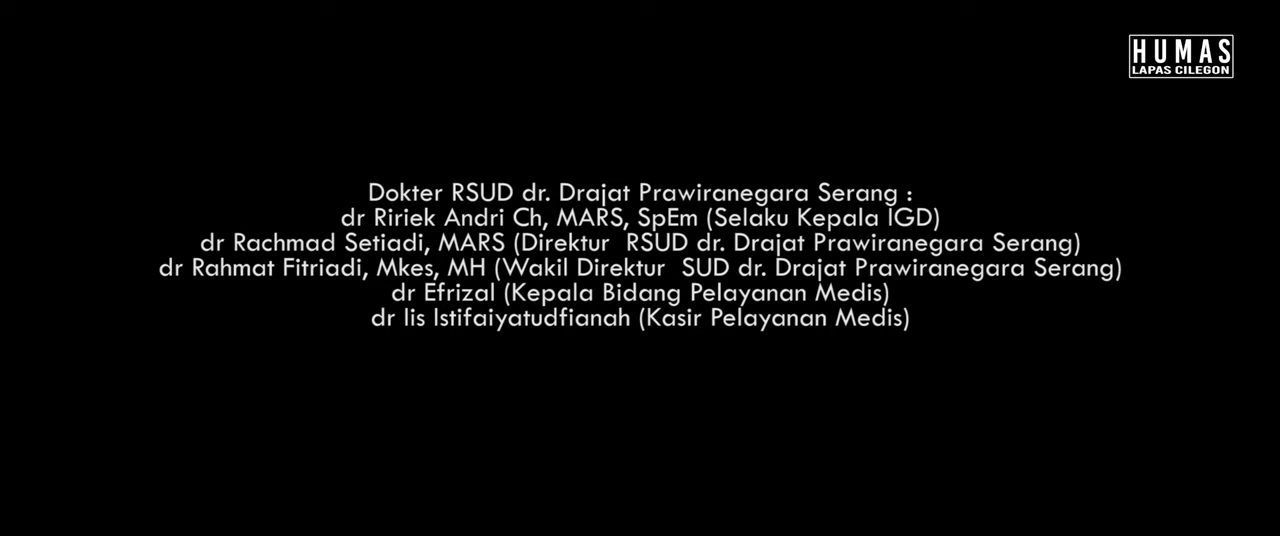 HUMAS
LAPAS CILEGON
Dokter RSUD dr. Drajat Prawiranegara Serang :
dr Ririek Andri Ch, MARS, SpEm (Selaku Kepala IGD)
dr Rachmad Setiadi, MARS (Direktur  RSUD dr. Drajat Prawiranegara Serang)
dr Rahmat Fitriadi, Mkes, MH (Wakil Direktur  SUD dr. Drajat Prawiranegara Serang)
dr Efrizal (Kepala Bidang Pelayanan Medis)
dr Iis Istifaiyatudfianah (Kasir Pelayanan Medis)